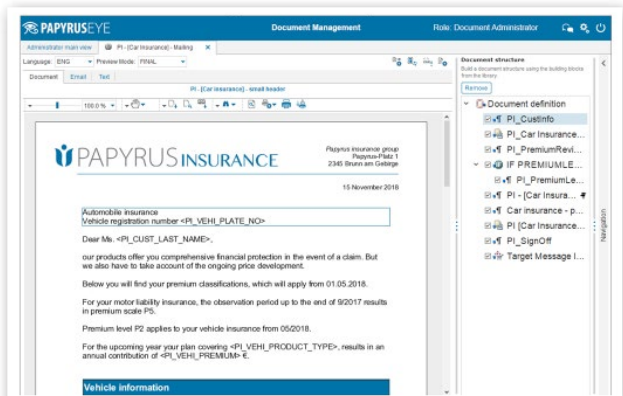 PAPYRUSEYE
Document Management
Role: Document Administrator
Administrator main view
PI - [Car Insurance] - Mailing
Language: ENG
Preview Mode: FINAL
Document
Email
Text
PI - [Car insurance] - small header
100.0 %
PAPYRUS INSURANCE
Papyrus insurance group
Papyrus-Platz 1
2345 Brunn am Gebirge
15 November 2018
Automobile insurance
Vehicle registration number <PI_VEHI_PLATE_NO>
Dear Ms. <PI_CUST_LAST_NAME>,
our products offer you comprehensive financial protection in the event of a claim. But
we also have to take account of the ongoing price development.
Below you will find your premium classifications, which will apply from 01.05.2018.
For your motor liability insurance, the observation period up to the end of 9/2017 results
in premium scale P5.
Premium level P2 applies to your vehicle insurance from 05/2018.
For the upcoming year your plan covering <PI_VEHI_PRODUCT_TYPE>, results in an
annual contribution of <PI_VEHI_PREMIUM> €.
Vehicle information
Document structure
Build a document structure using the building blocks
from the library
Remove
Document definition
PI_CustInfo
PI_Car Insurance...
PI_PremiumRevi...
IF PREMIUMLE...
PI_PremiumLe...
PI - [Car Insura...
Car insurance - p...
PI [Car Insurance...
PI_SignOff
Target Message I...
Navigation